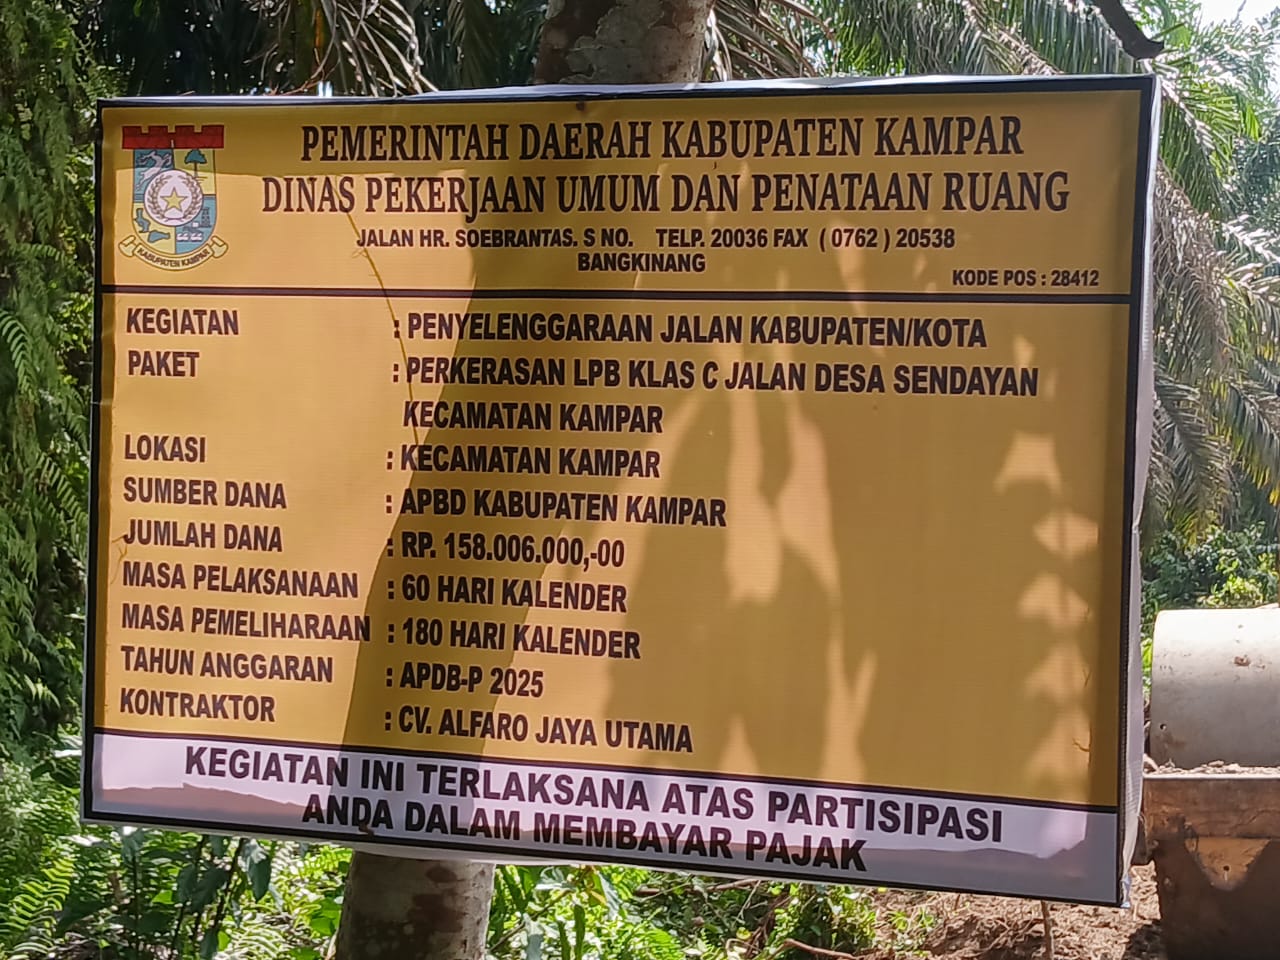 PEMERINTAH DAERAH KABUPATEN KAMPAR
DINAS PEKERJAAN UMUM DAN PENATAAN RUANG
JALAN HR. SOEBRANTAS. S NO. TELP. 20036 FAX ( 0762 ) 20538
BANGKINANG
KODE POS : 28412
KABUPATEN KAMPAR
KEGIATAN : PENYELENGGARAAN JALAN KABUPATEN/KOTA
PAKET : PERKERASAN LPB KLAS C JALAN DESA SENDAYAN
KECAMATAN KAMPAR
LOKASI : KECAMATAN KAMPAR
SUMBER DANA : APBD KABUPATEN KAMPAR
JUMLAH DANA : RP. 158.006.000,-00
MASA PELAKSANAAN : 60 HARI KALENDER
MASA PEMELIHARAAN : 180 HARI KALENDER
TAHUN ANGGARAN : APDB-P 2025
KONTRAKTOR : CV. ALFARO JAYA UTAMA
KEGIATAN INI TERLAKSANA ATAS PARTISIPASI
ANDA DALAM MEMBAYAR PAJAK